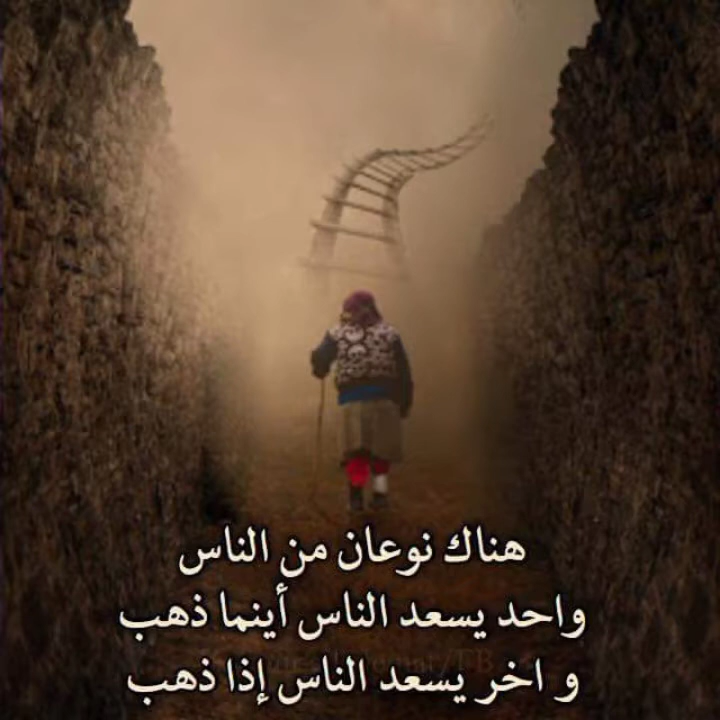 هناك نوعان من الناس
واحد يسعد الناس أينما ذهب
و اخر يسعد الناس إذا ذهب